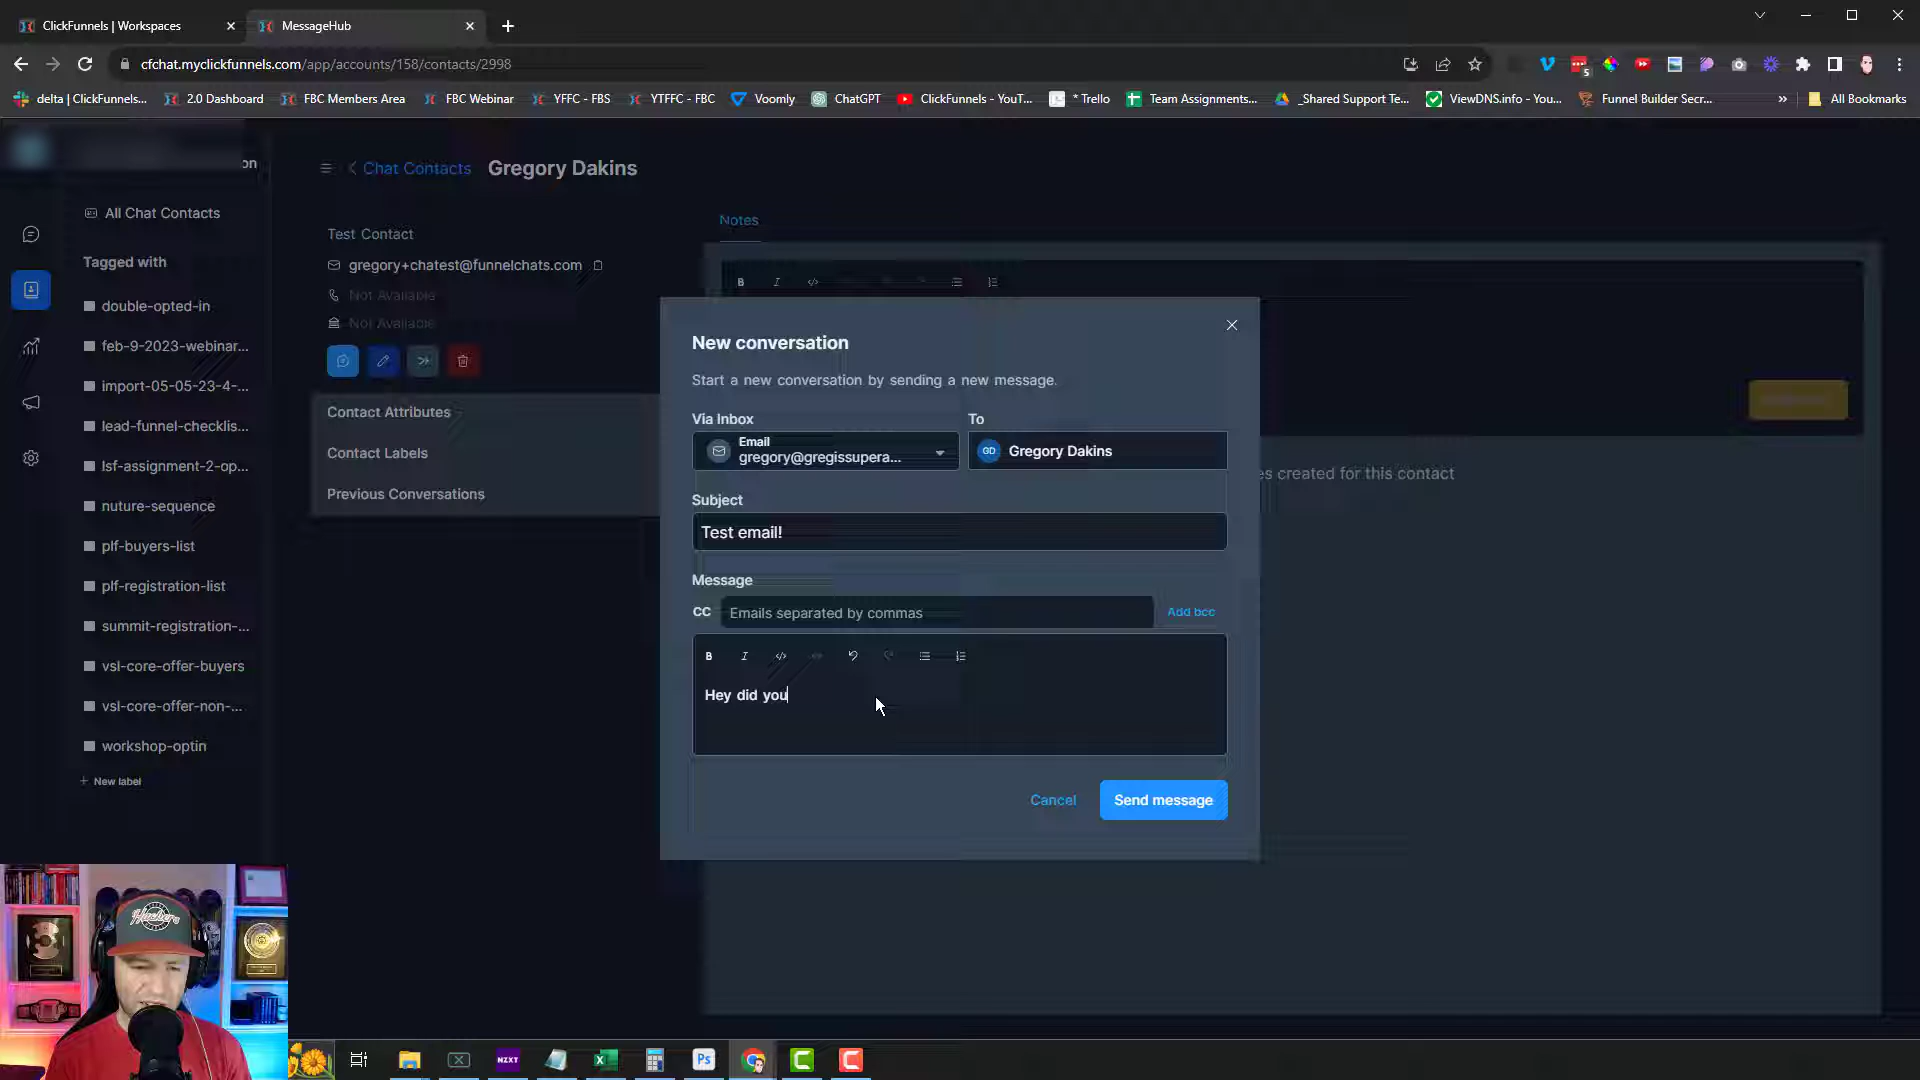 ClickFunnels | Workspaces
MessageHub
cfchat.myclickfunnels.com/app/accounts/158/contacts/2998
5
delta | ClickFunnels...
2.0 Dashboard
FBC Members Area
FBC Webinar
YFFC - FBS
YTFFC - FBC
Voomly
ChatGPT
ClickFunnels - YouT...
* Trello
Team Assignments...
_Shared Support Te...
ViewDNS.info - You...
Funnel Builder Secr...
»
All Bookmarks
on
All Chat Contacts
Tagged with
double-opted-in
feb-9-2023-webinar...
import-05-05-23-4-...
lead-funnel-checklis...
lsf-assignment-2-op...
nuture-sequence
plf-buyers-list
plf-registration-list
summit-registration-...
vsl-core-offer-buyers
vsl-core-offer-non-...
workshop-optin
+ New label
Chat Contacts
Gregory Dakins
Test Contact
gregory+chatest@funnelchats.com
Not Available
Not Available
Contact Attributes
Contact Labels
Previous Conversations
Notes
B I </>
es created for this contact
New conversation
Start a new conversation by sending a new message.
Via Inbox
To
Email
gregory@gregissupera...
GD
Gregory Dakins
Subject
Test email!
Message
CC
Emails separated by commas
Add bcc
B I </>
Hey did you
Cancel
Send message
Hackers
NZXT
Ps